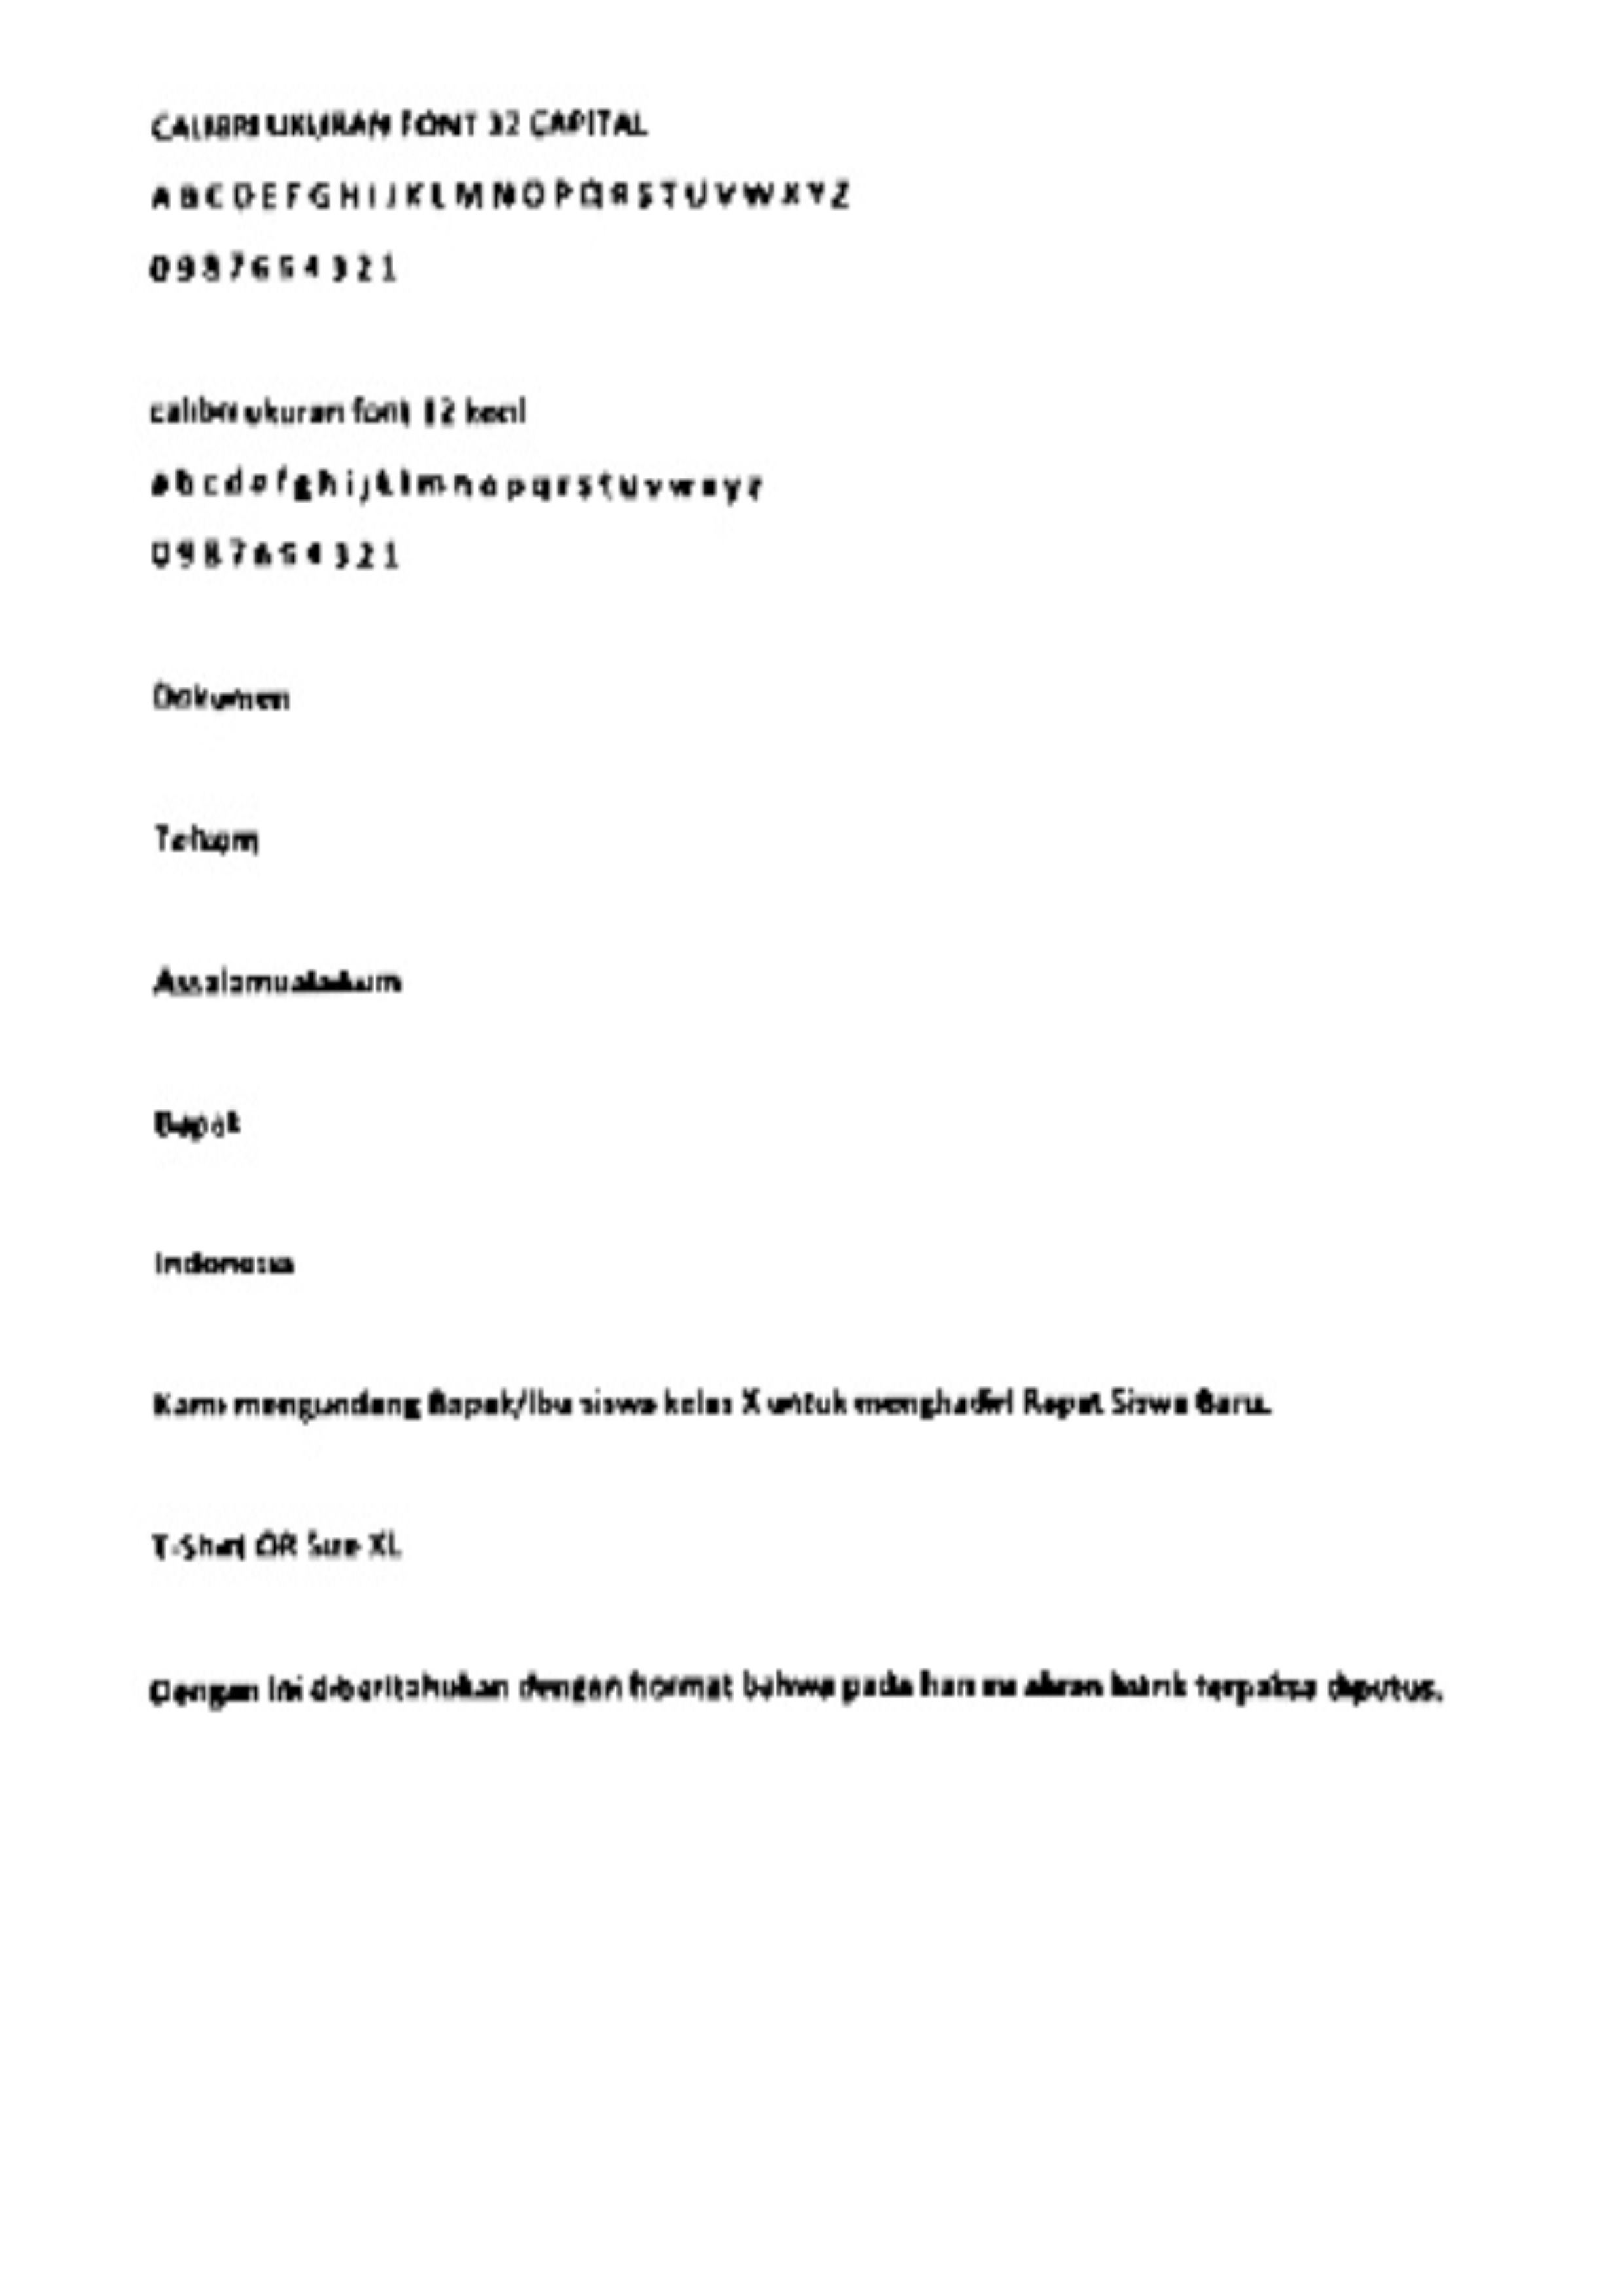 CALIBRI UKURAN FONT 12 CAPITAL
A B C D E F G H I J K L M N O P Q R S T U V W X Y Z
0 9 8 7 6 5 4 3 2 1
calibri ukuran font 12 kecil
a b c d e f g h i j k l m n o p q r s t u v w x y z
0 9 8 7 6 5 4 3 2 1
Dokumen
Assalamualaikum
Bapak
Indonesia
Kami mengundang Bapak/Ibu siswa kelas X untuk menghadiri Rapat Siswa Baru.
T-Shirt OR Size XL
Dengan ini diberitahukan dengan hormat bahwa pada hari ini aliran listrik terpaksa diputus.